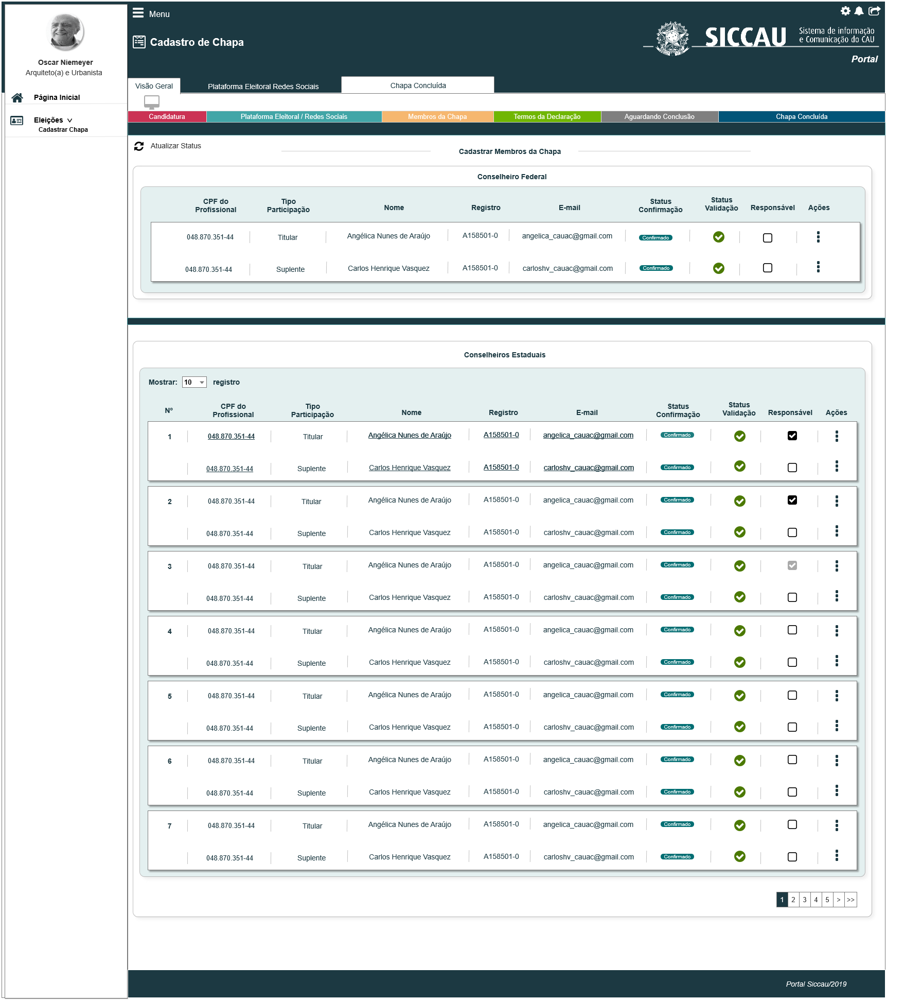 Menu
Cadastro de Chapa
SICCAU
Sistema de informação
e Comunicação do CAU
Portal
Oscar Niemeyer
Arquiteto(a) e Urbanista
Página Inicial
Eleições
Cadastrar Chapa
Visão Geral
Plataforma Eleitoral Redes Sociais
Chapa Concluída
Candidatura
Plataforma Eleitoral / Redes Sociais
Membros da Chapa
Termos da Declaração
Aguardando Conclusão
Chapa Concluída
Atualizar Status
Cadastrar Membros da Chapa
Conselheiro Federal
CPF do Profissional Tipo Participação Nome Registro E-mail Status Confirmação Status Validação Responsável Ações
048.870.351-44 Titular Angélica Nunes de Araújo A158501-0 angelica_cauac@gmail.com Confirmado
048.870.351-44 Suplente Carlos Henrique Vasquez A158501-0 carloshv_cauac@gmail.com Confirmado
Conselheiros Estaduais
Mostrar: 10 registro
Nº CPF do Profissional Tipo Participação Nome Registro E-mail Status Confirmação Status Validação Responsável Ações
1 048.870.351-44 Titular Angélica Nunes de Araújo A158501-0 angelica_cauac@gmail.com Confirmado
048.870.351-44 Suplente Carlos Henrique Vasquez A158501-0 carloshv_cauac@gmail.com Confirmado
2 048.870.351-44 Titular Angélica Nunes de Araújo A158501-0 angelica_cauac@gmail.com Confirmado
048.870.351-44 Suplente Carlos Henrique Vasquez A158501-0 carloshv_cauac@gmail.com Confirmado
3 048.870.351-44 Titular Angélica Nunes de Araújo A158501-0 angelica_cauac@gmail.com Confirmado
048.870.351-44 Suplente Carlos Henrique Vasquez A158501-0 carloshv_cauac@gmail.com Confirmado
4 048.870.351-44 Titular Angélica Nunes de Araújo A158501-0 angelica_cauac@gmail.com Confirmado
048.870.351-44 Suplente Carlos Henrique Vasquez A158501-0 carloshv_cauac@gmail.com Confirmado
5 048.870.351-44 Titular Angélica Nunes de Araújo A158501-0 angelica_cauac@gmail.com Confirmado
048.870.351-44 Suplente Carlos Henrique Vasquez A158501-0 carloshv_cauac@gmail.com Confirmado
6 048.870.351-44 Titular Angélica Nunes de Araújo A158501-0 angelica_cauac@gmail.com Confirmado
048.870.351-44 Suplente Carlos Henrique Vasquez A158501-0 carloshv_cauac@gmail.com Confirmado
7 048.870.351-44 Titular Angélica Nunes de Araújo A158501-0 angelica_cauac@gmail.com Confirmado
048.870.351-44 Suplente Carlos Henrique Vasquez A158501-0 carloshv_cauac@gmail.com Confirmado
1 2 3 4 5 > >>
Portal Siccau/2019